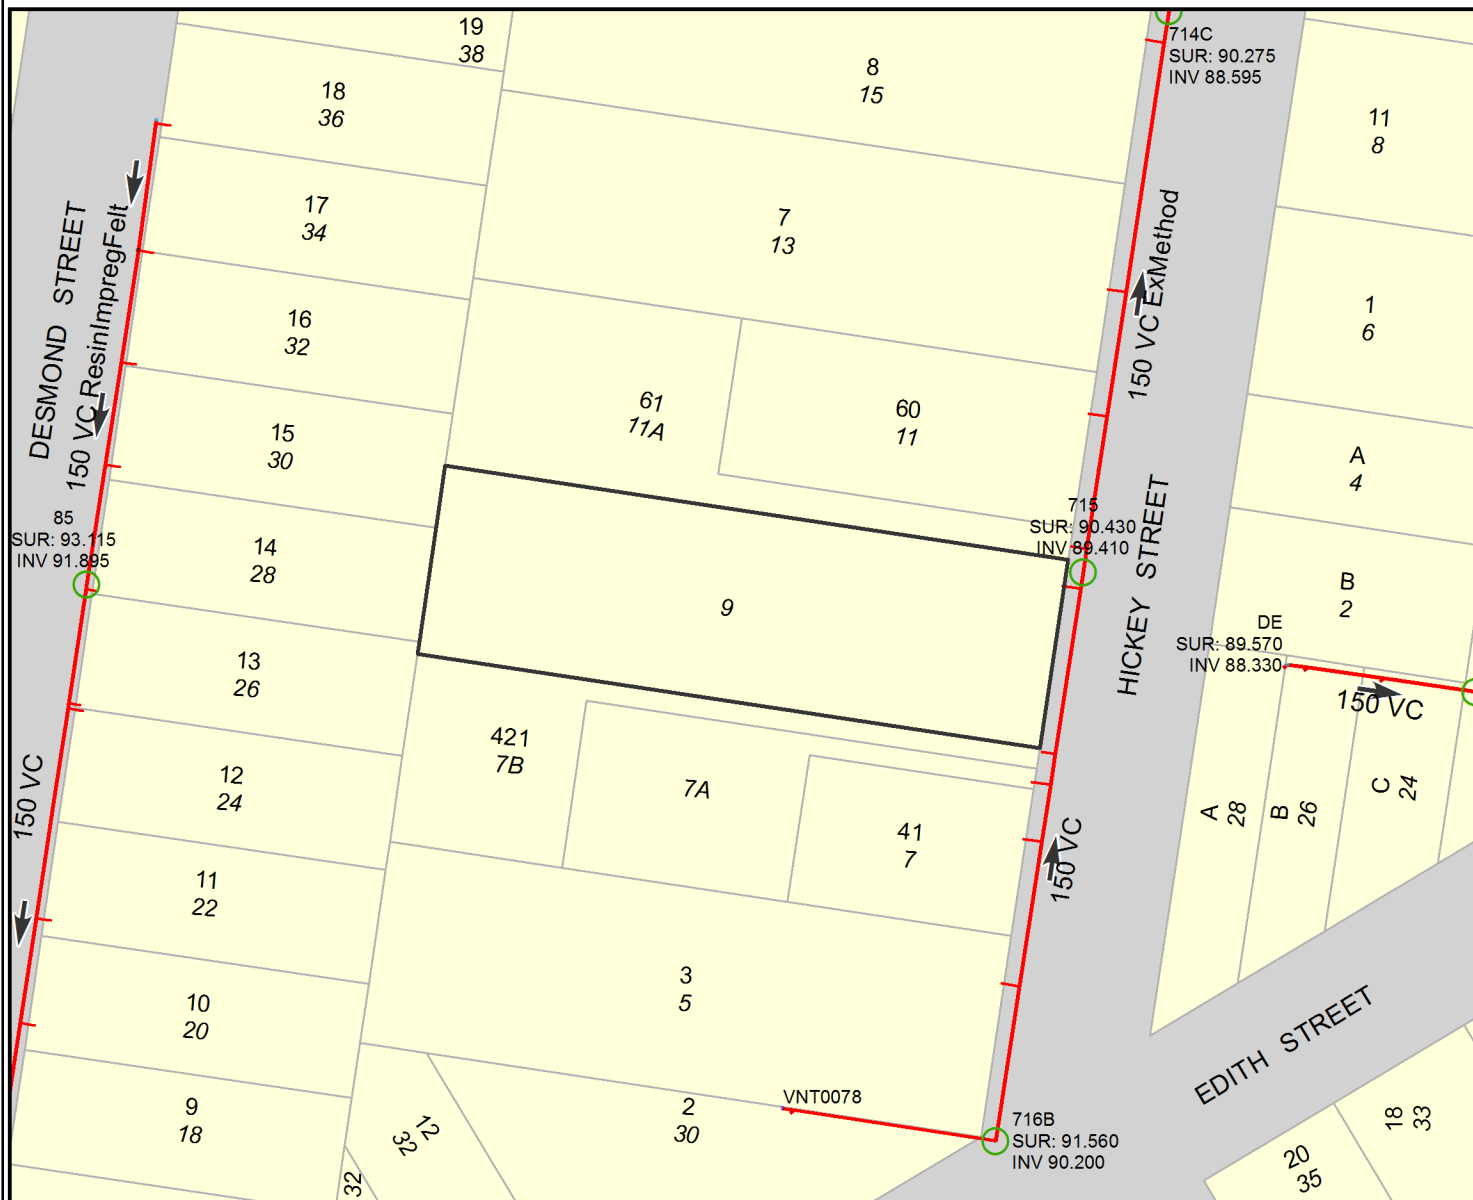 19
38
714C
SUR: 90.275
INV 88.595
8
15
18
36
11
8
17
34
7
13
DESMOND STREET
150 VC ResinImpregFelt
150 VC ExMethod
16
32
1
6
61
11A
60
11
15
30
A
4
715
SUR: 90.430
INV 89.410
HICKEY STREET
85
SUR: 93.115
INV 91.895
14
28
9
B
2
DE
SUR: 89.570
INV 88.330
150 VC
13
26
421
7B
7A
12
24
150 VC
41
7
150 VC
A
28
B
26
C
24
11
22
3
5
10
20
EDITH STREET
VNT0078
9
18
12
32
2
30
716B
SUR: 91.560
INV 90.200
18
33
20
35
32